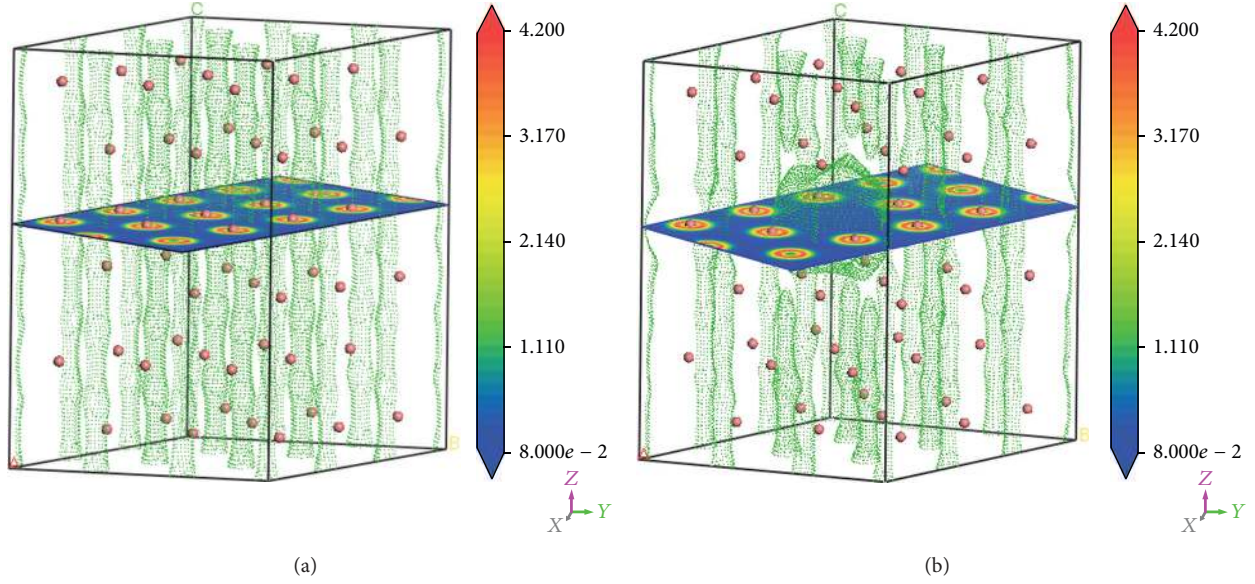 C
A
B
4.200
3.170
2.140
1.110
8.000e − 2
Z
X Y
(a)
C
A
B
4.200
3.170
2.140
1.110
8.000e − 2
Z
X Y
(b)